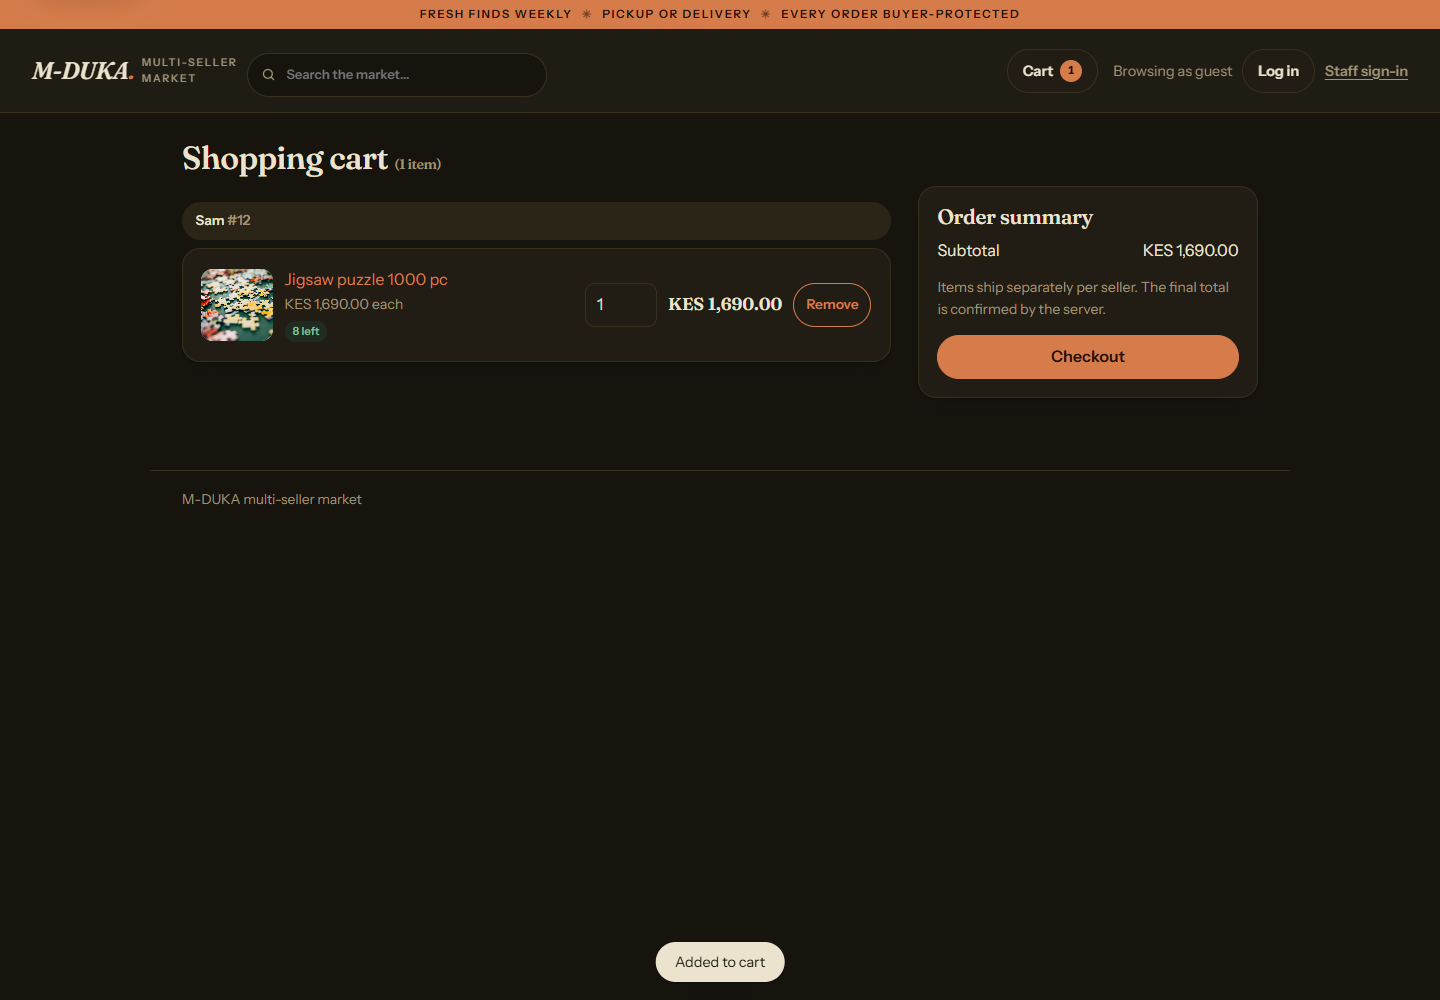 FRESH FINDS WEEKLY ✳ PICKUP OR DELIVERY ✳ EVERY ORDER BUYER-PROTECTED
M-DUKA.
MULTI-SELLER
MARKET
Search the market...
Cart 1
Browsing as guest
Log in
Staff sign-in
Shopping cart (1 item)
Sam #12
Jigsaw puzzle 1000 pc
KES 1,690.00 each
8 left
1
KES 1,690.00
Remove
Order summary
Subtotal KES 1,690.00
Items ship separately per seller. The final total
is confirmed by the server.
Checkout
M-DUKA multi-seller market
Added to cart